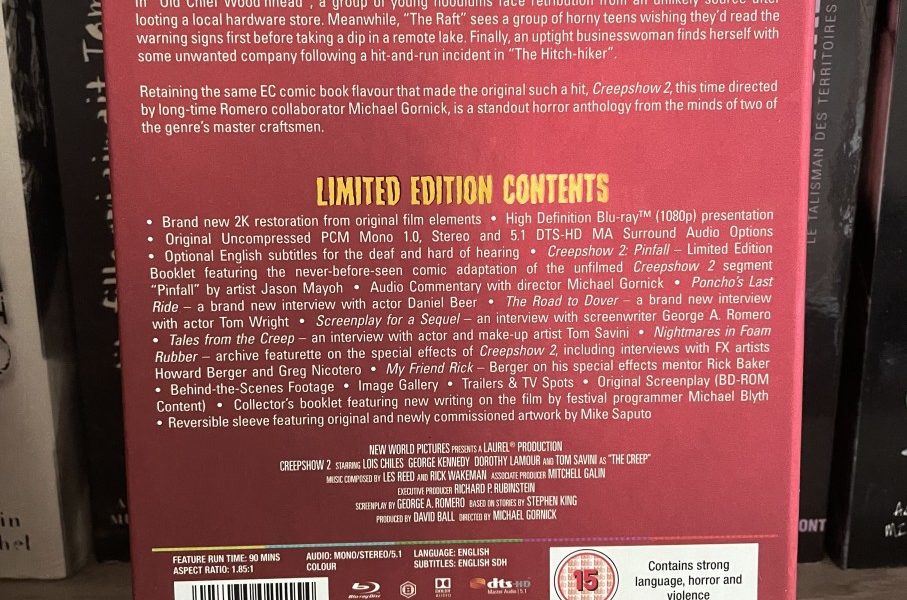 in "Old Chief Wood'nhead", a group of young hoodlums face retribution from an unlikely source after
looting a local hardware store. Meanwhile, "The Raft" sees a group of horny teens wishing they'd read the
warning signs first before taking a dip in a remote lake. Finally, an uptight businesswoman finds herself with
some unwanted company following a hit-and-run incident in "The Hitch-hiker".
Retaining the same EC comic book flavour that made the original such a hit, Creepshow 2, this time directed
by long-time Romero collaborator Michael Gornick, is a standout horror anthology from the minds of two of
the genre's master craftsmen.
LIMITED EDITION CONTENTS
• Brand new 2K restoration from original film elements • High Definition Blu-ray™ (1080p) presentation
• Original Uncompressed PCM Mono 1.0, Stereo and 5.1 DTS-HD MA Surround Audio Options
• Optional English subtitles for the deaf and hard of hearing • Creepshow 2: Pinfall – Limited Edition
Booklet featuring the never-before-seen comic adaptation of the unfilmed Creepshow 2 segment
"Pinfall" by artist Jason Mayoh • Audio Commentary with director Michael Gornick • Poncho's Last
Ride – a brand new interview with actor Daniel Beer • The Road to Dover – a brand new interview
with actor Tom Wright • Screenplay for a Sequel – an interview with screenwriter George A. Romero
• Tales from the Creep – an interview with actor and make-up artist Tom Savini • Nightmares in Foam
Rubber – archive featurette on the special effects of Creepshow 2, including interviews with FX artists
Howard Berger and Greg Nicotero • My Friend Rick – Berger on his special effects mentor Rick Baker
• Behind-the-Scenes Footage • Image Gallery • Trailers & TV Spots • Original Screenplay (BD-ROM
Content) • Collector's booklet featuring new writing on the film by festival programmer Michael Blyth
• Reversible sleeve featuring original and newly commissioned artwork by Mike Saputo
NEW WORLD PICTURES PRESENTS A LAUREL® PRODUCTION
CREEPSHOW 2 STARRING LOIS CHILES GEORGE KENNEDY DOROTHY LAMOUR AND TOM SAVINI AS "THE CREEP"
MUSIC COMPOSED BY LES REED AND RICK WAKEMAN ASSOCIATE PRODUCER MITCHELL GALIN
EXECUTIVE PRODUCER RICHARD P. RUBINSTEIN
SCREENPLAY BY GEORGE A. ROMERO BASED ON STORIES BY STEPHEN KING
PRODUCED BY DAVID BALL DIRECTED BY MICHAEL GORNICK
FEATURE RUN TIME: 90 MINS
ASPECT RATIO: 1.85:1
AUDIO: MONO/STEREO/5.1
COLOUR
LANGUAGE: ENGLISH
SUBTITLES: ENGLISH SDH
Blu-ray Disc
B
DOLBY
AUDIO
dts-HD
Master Audio | 5.1
15
Contains strong
language, horror and
violence
LE TALISMAN DES TERRITOIRES
ONT
in
hel